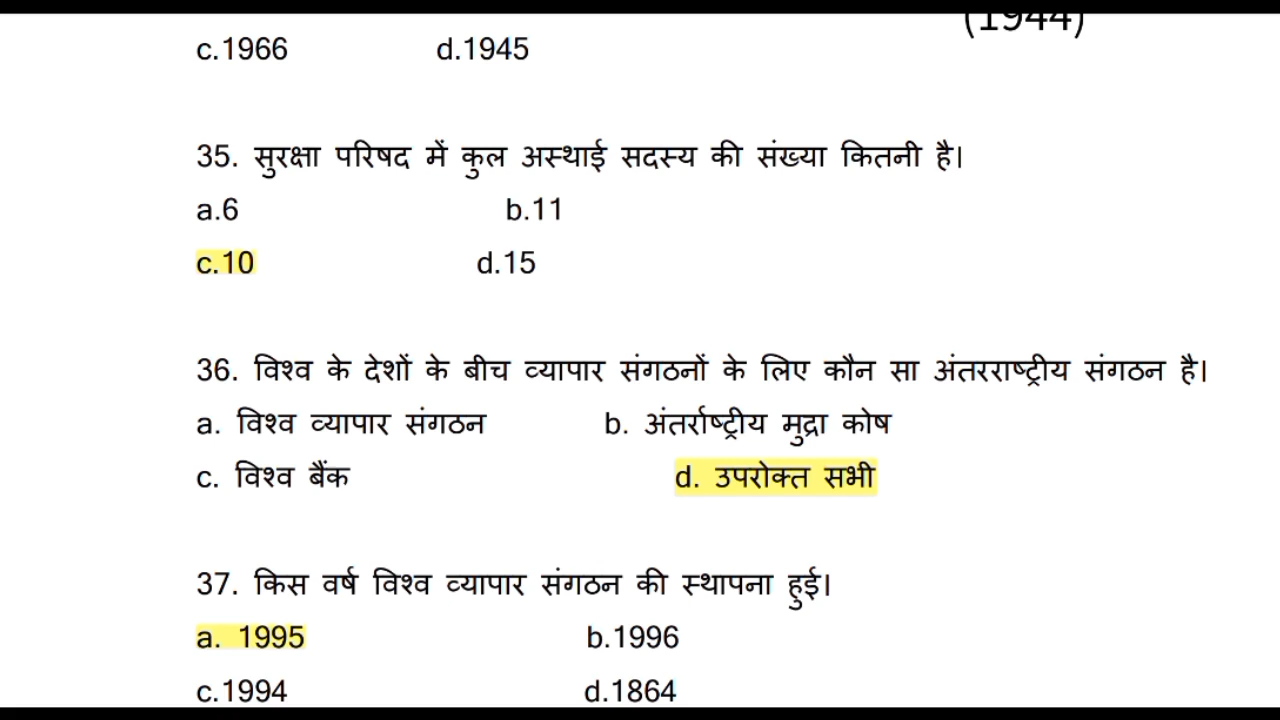 (1944)
c.1966 d.1945
35. सुरक्षा परिषद में कुल अस्थाई सदस्य की संख्या कितनी है।
a.6 b.11
c.10 d.15
36. विश्व के देशों के बीच व्यापार संगठनों के लिए कौन सा अंतरराष्ट्रीय संगठन है।
a. विश्व व्यापार संगठन b. अंतर्राष्ट्रीय मुद्रा कोष
c. विश्व बैंक d. उपरोक्त सभी
37. किस वर्ष विश्व व्यापार संगठन की स्थापना हुई।
a. 1995 b.1996
c.1994 d.1864